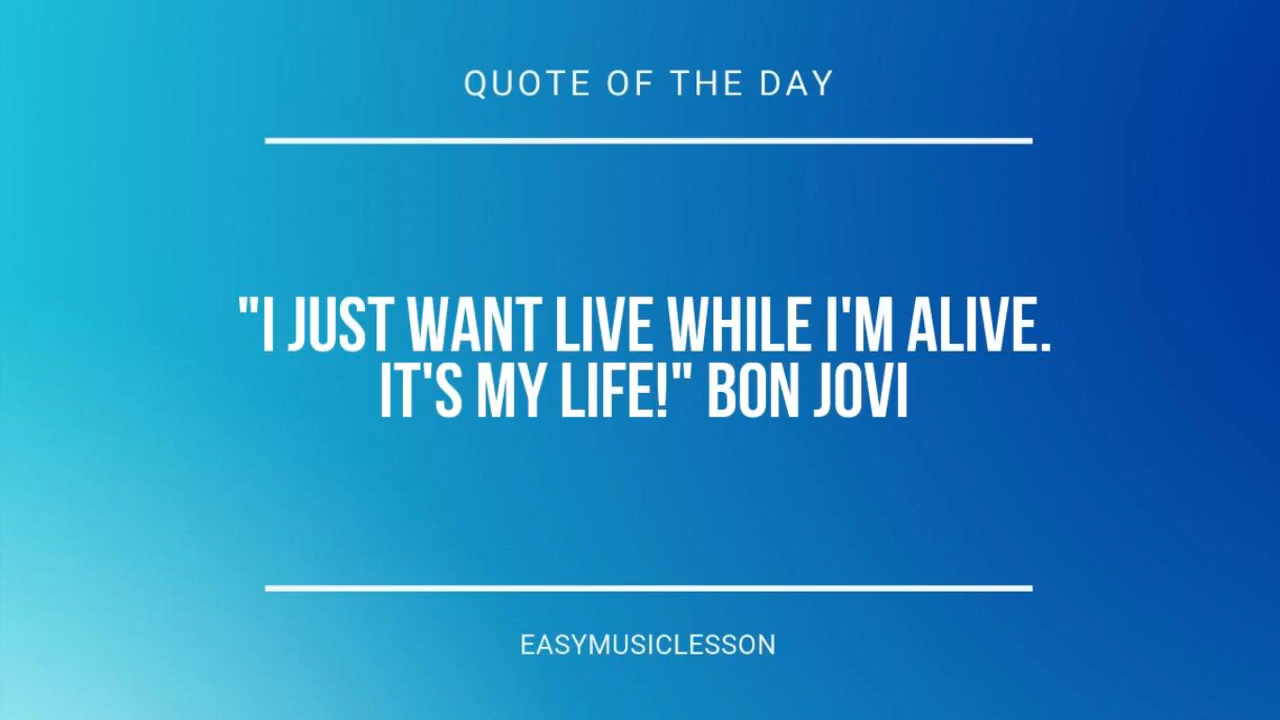 QUOTE OF THE DAY
"I JUST WANT LIVE WHILE I'M ALIVE.
IT'S MY LIFE!" BON JOVI
EASYMUSICLESSON